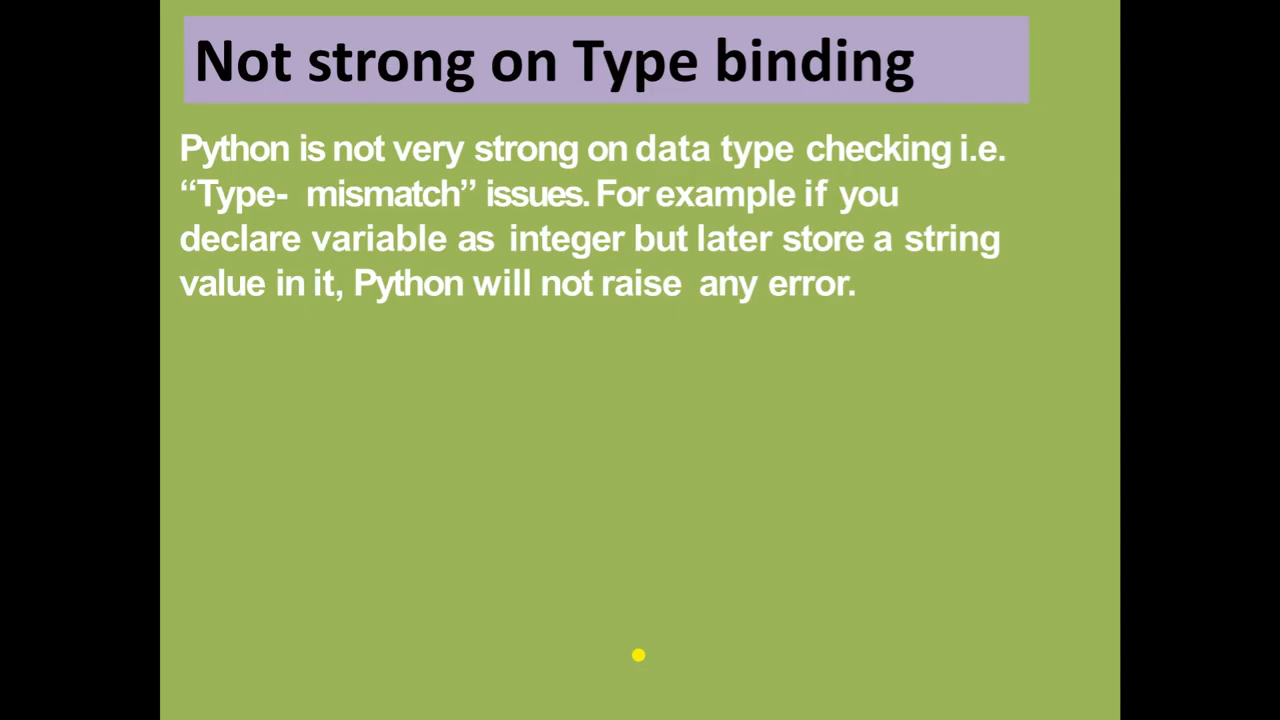 Not strong on Type binding
Python is not very strong on data type checking i.e.
“Type- mismatch” issues. For example if you
declare variable as integer but later store a string
value in it, Python will not raise any error.